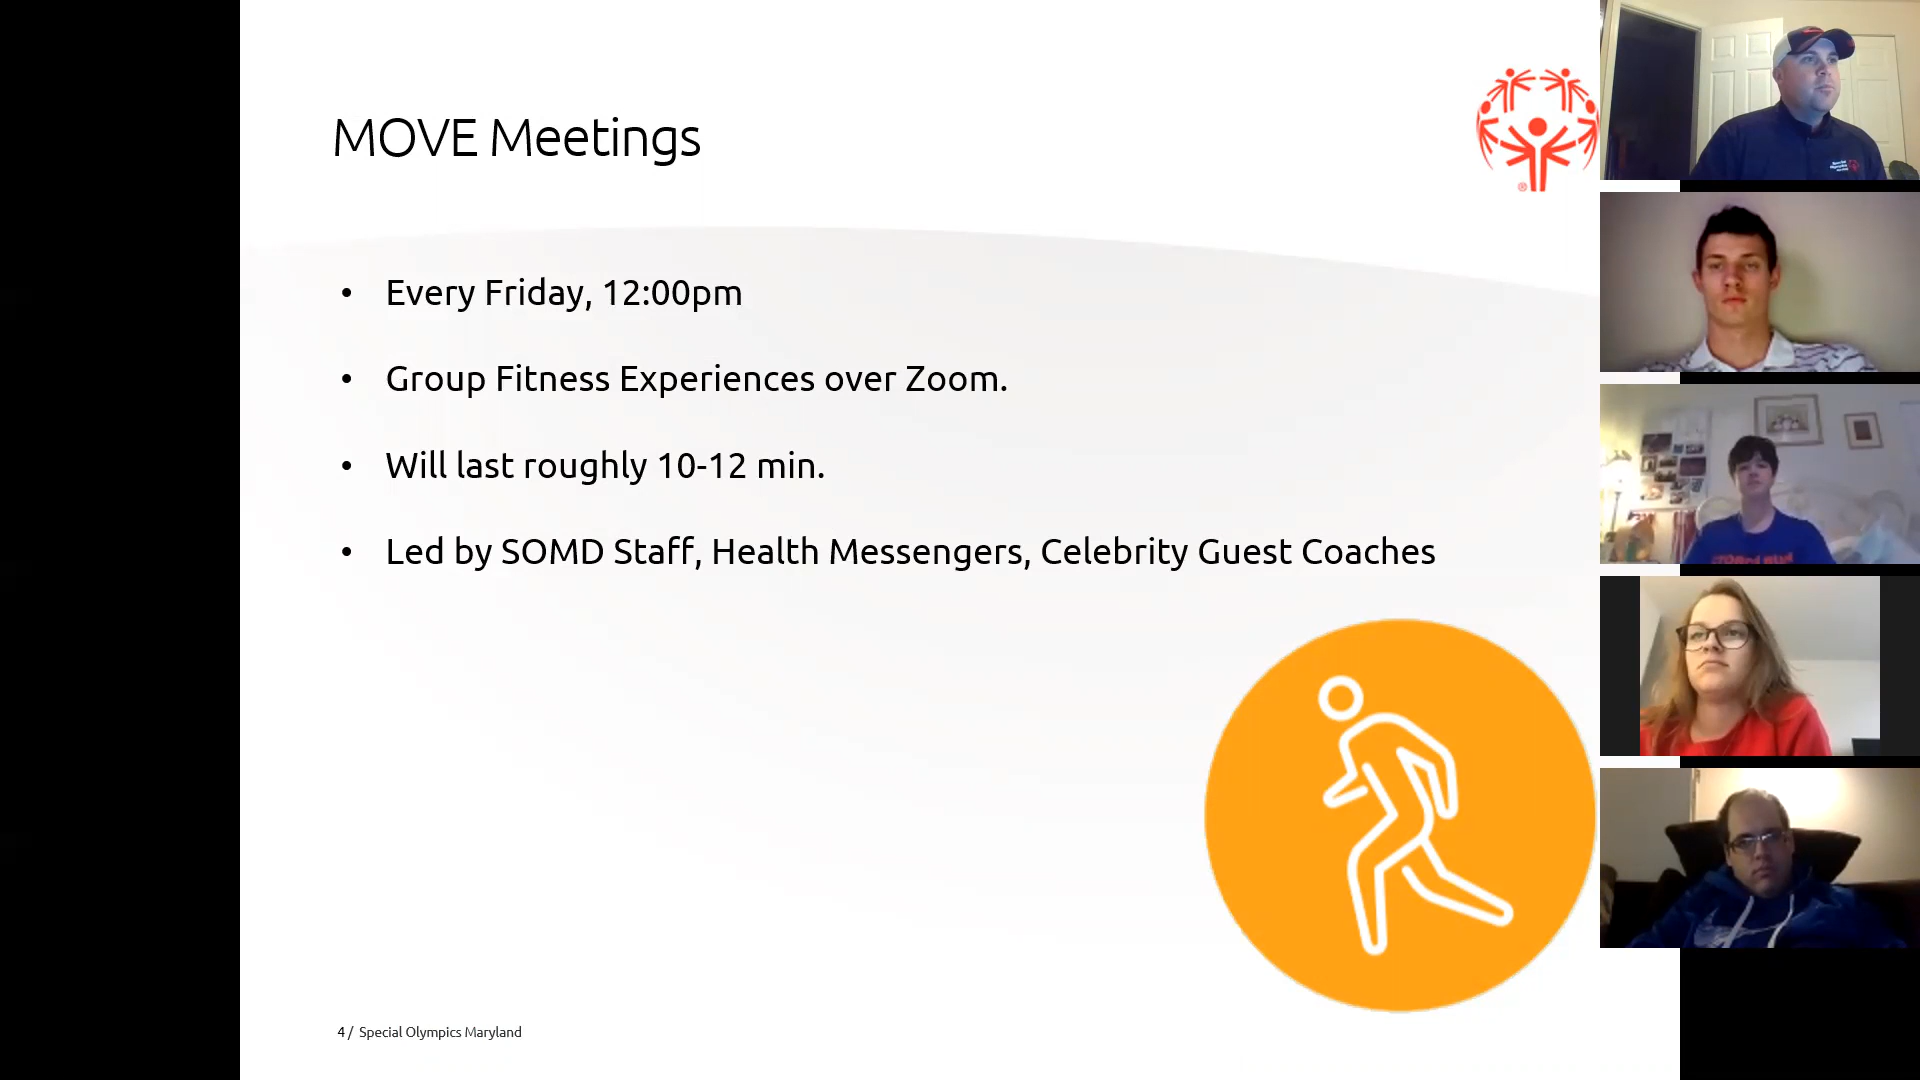 MOVE Meetings
®
• Every Friday, 12:00pm
• Group Fitness Experiences over Zoom.
• Will last roughly 10-12 min.
• Led by SOMD Staff, Health Messengers, Celebrity Guest Coaches
4 / Special Olympics Maryland